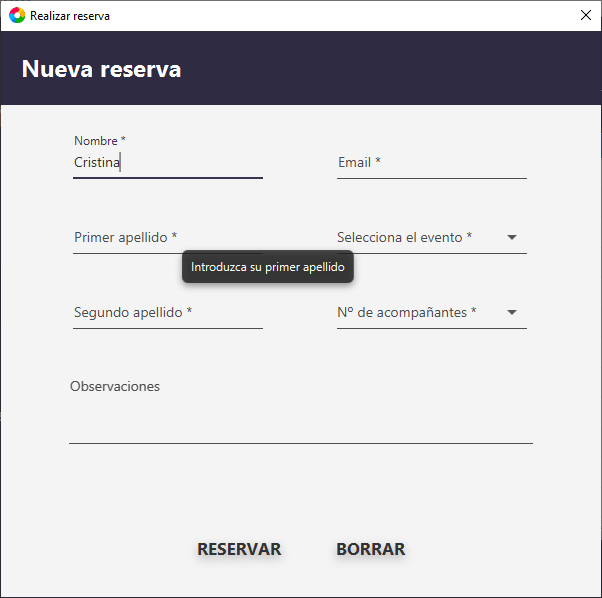 Realizar reserva
Nueva reserva
Nombre *
Cristina
Email *
Primer apellido *
Selecciona el evento *
Introduzca su primer apellido
Segundo apellido *
Nº de acompañantes *
Observaciones
RESERVAR
BORRAR